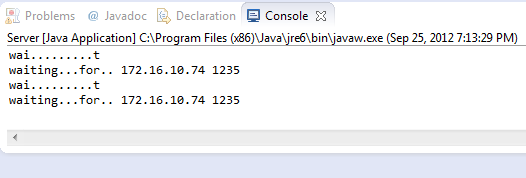 Problems @ Javadoc Declaration Console
Server [Java Application] C:\Program Files (x86)\Java\jre6\bin\javaw.exe (Sep 25, 2012 7:13:29 PM)
wai.........t
waiting...for.. 172.16.10.74 1235
wai.........t
waiting...for.. 172.16.10.74 1235